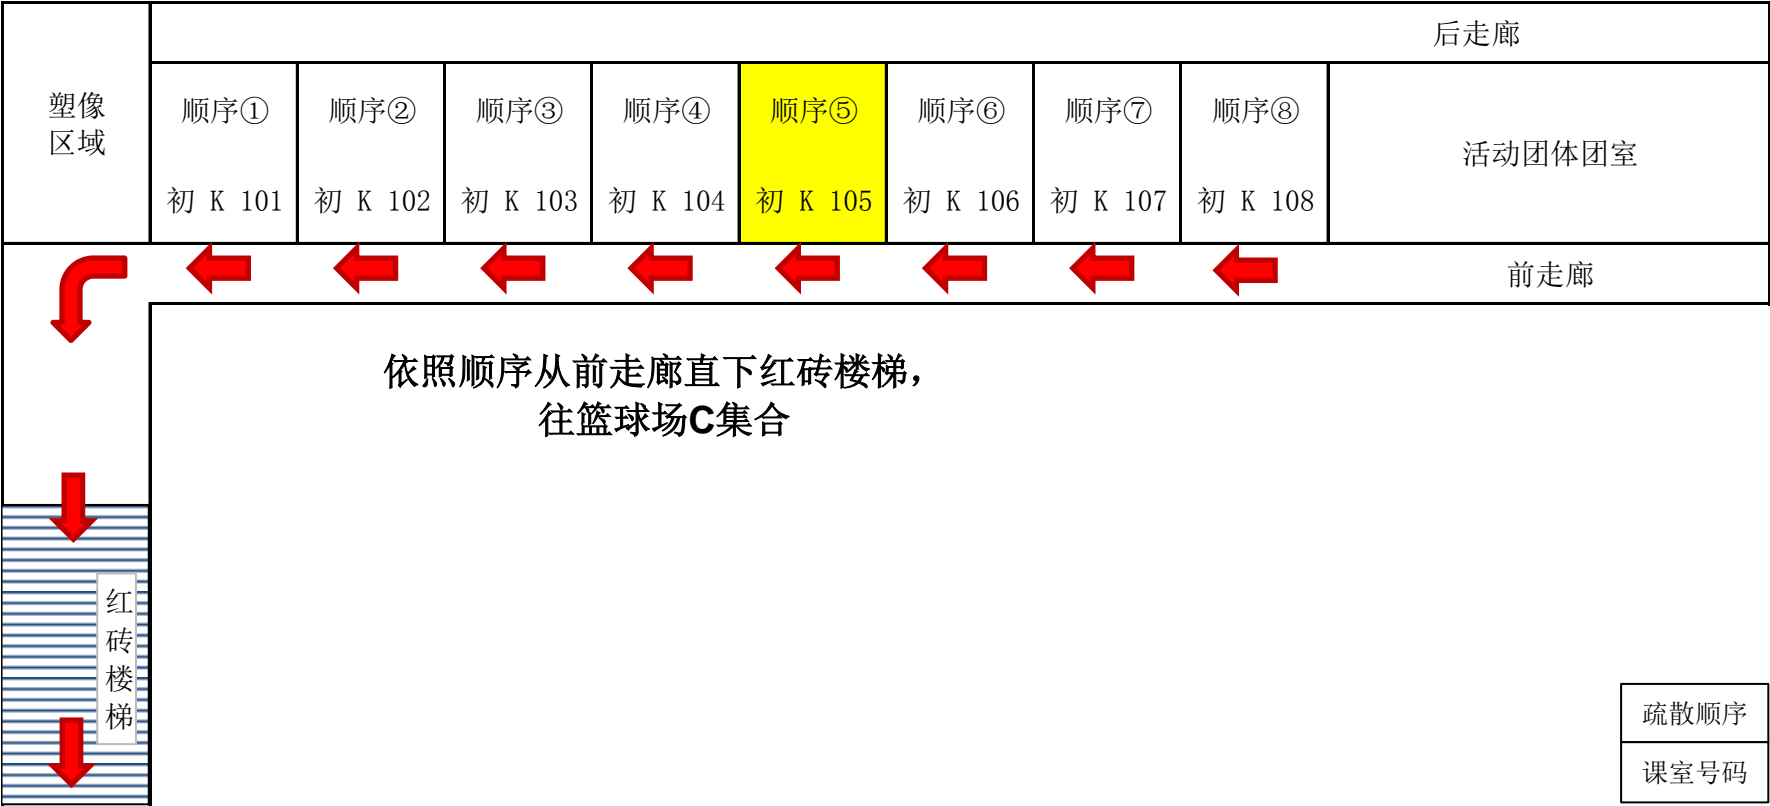 后走廊
塑像
区域
顺序①
初 K 101
顺序②
初 K 102
顺序③
初 K 103
顺序④
初 K 104
顺序⑤
初 K 105
顺序⑥
初 K 106
顺序⑦
初 K 107
顺序⑧
初 K 108
活动团体团室
前走廊
依照顺序从前走廊直下红砖楼梯，
往篮球场C集合
红
砖
楼
梯
疏散顺序
课室号码